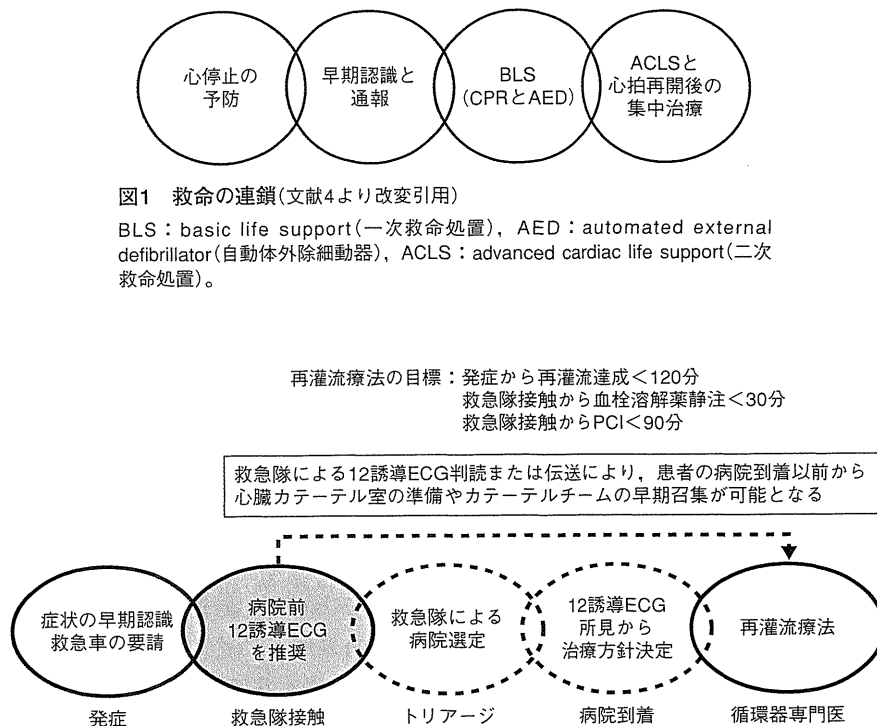 心停止の
予防
早期認識と
通報
BLS
(CPRとAED)
ACLSと
心拍再開後の
集中治療
図1 救命の連鎖(文献4より改変引用)
BLS:basic life support(一次救命処置),AED:automated external
defibrillator(自動体外除細動器),ACLS:advanced cardiac life support(二次
救命処置)。
再灌流療法の目標:発症から再灌流達成<120分
救急隊接触から血栓溶解薬静注<30分
救急隊接触からPCI<90分
救急隊による12誘導ECG判読または伝送により,患者の病院到着以前から
心臓カテーテル室の準備やカテーテルチームの早期召集が可能となる
症状の早期認識
救急車の要請
病院前
12誘導ECG
を推奨
救急隊による
病院選定
12誘導ECG
所見から
治療方針決定
再灌流療法
発症
救急隊接触
トリアージ
病院到着
循環器専門医